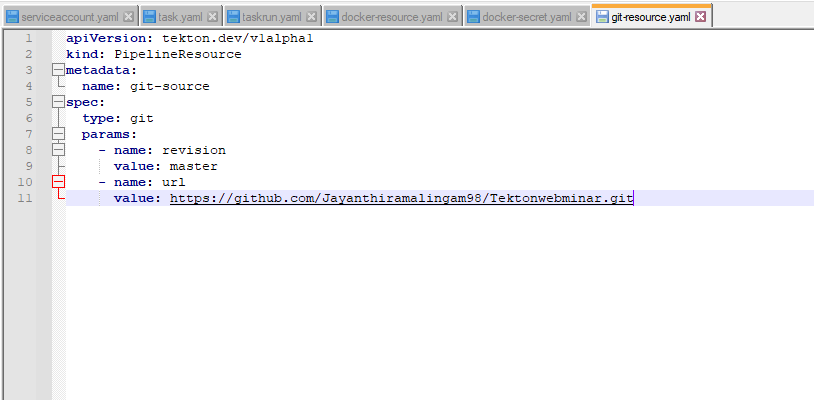 serviceaccount.yaml task.yaml taskrun.yaml docker-resource.yaml docker-secret.yaml git-resource.yaml
1 apiVersion: tekton.dev/v1alpha1
2 kind: PipelineResource
3 metadata:
4   name: git-source
5 spec:
6   type: git
7   params:
8     - name: revision
9       value: master
10     - name: url
11       value: https://github.com/Jayanthiramalingam98/Tektonwebminar.git